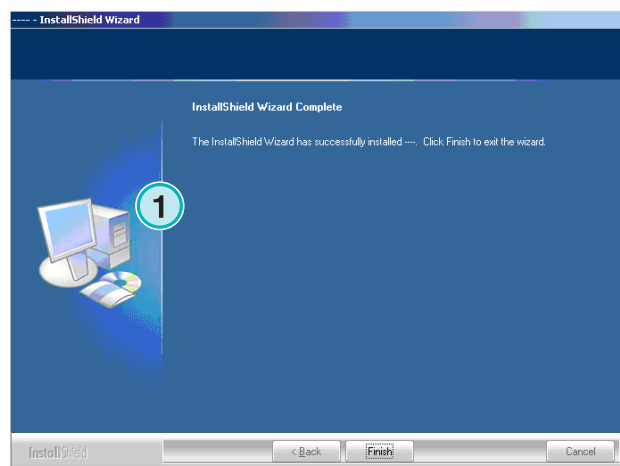 ---- - InstallShield Wizard
InstallShield Wizard Complete
The InstallShield Wizard has successfully installed ----. Click Finish to exit the wizard.
1
InstallShield
< Back
Finish
Cancel